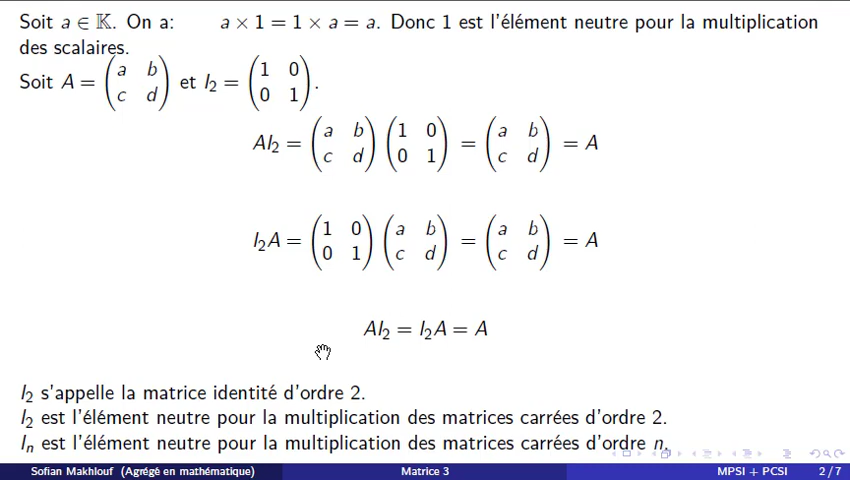 Soit a ∈ 𝕂. On a: a × 1 = 1 × a = a. Donc 1 est l'élément neutre pour la multiplication
des scalaires.
Soit A = (a b; c d) et I₂ = (1 0; 0 1).
AI₂ = (a b; c d) (1 0; 0 1) = (a b; c d) = A
I₂A = (1 0; 0 1) (a b; c d) = (a b; c d) = A
AI₂ = I₂A = A
I₂ s'appelle la matrice identité d'ordre 2.
I₂ est l'élément neutre pour la multiplication des matrices carrées d'ordre 2.
Iₙ est l'élément neutre pour la multiplication des matrices carrées d'ordre n.
Sofian Makhlouf (Agrégé en mathématique) Matrice 3 MPSI + PCSI 2/7